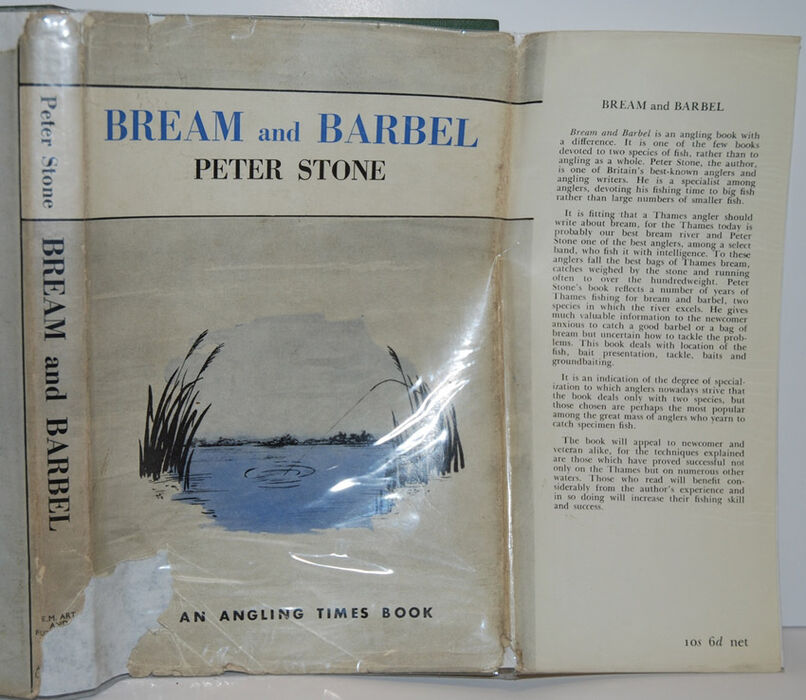 Peter Stone
BREAM and BARBEL
E.M. ART
AND
BREAM and BARBEL
PETER STONE
AN ANGLING TIMES BOOK
BREAM and BARBEL
Bream and Barbel is an angling book with
a difference. It is one of the few books
devoted to two species of fish, rather than to
angling as a whole. Peter Stone, the author,
is one of Britain's best-known anglers and
angling writers. He is a specialist among
anglers, devoting his fishing time to big fish
rather than large numbers of smaller fish.
It is fitting that a Thames angler should
write about bream, for the Thames today is
probably our best bream river and Peter
Stone one of the best anglers, among a select
band, who fish it with intelligence. To these
anglers fall the best bags of Thames bream,
catches weighed by the stone and running
often to over the hundredweight. Peter
Stone's book reflects a number of years of
Thames fishing for bream and barbel, two
species in which the river excels. He gives
much valuable information to the newcomer
anxious to catch a good barbel or a bag of
bream but uncertain how to tackle the prob-
lems. This book deals with location of the
fish, bait presentation, tackle, baits and
groundbaiting.
It is an indication of the degree of special-
ization to which anglers nowadays strive that
the book deals only with two species, but
those chosen are perhaps the most popular
among the great mass of anglers who yearn to
catch specimen fish.
The book will appeal to newcomer and
veteran alike, for the techniques explained
are those which have proved successful not
only on the Thames but on numerous other
waters. Those who read will benefit con-
siderably from the author's experience and
in so doing will increase their fishing skill
and success.
10s 6d net